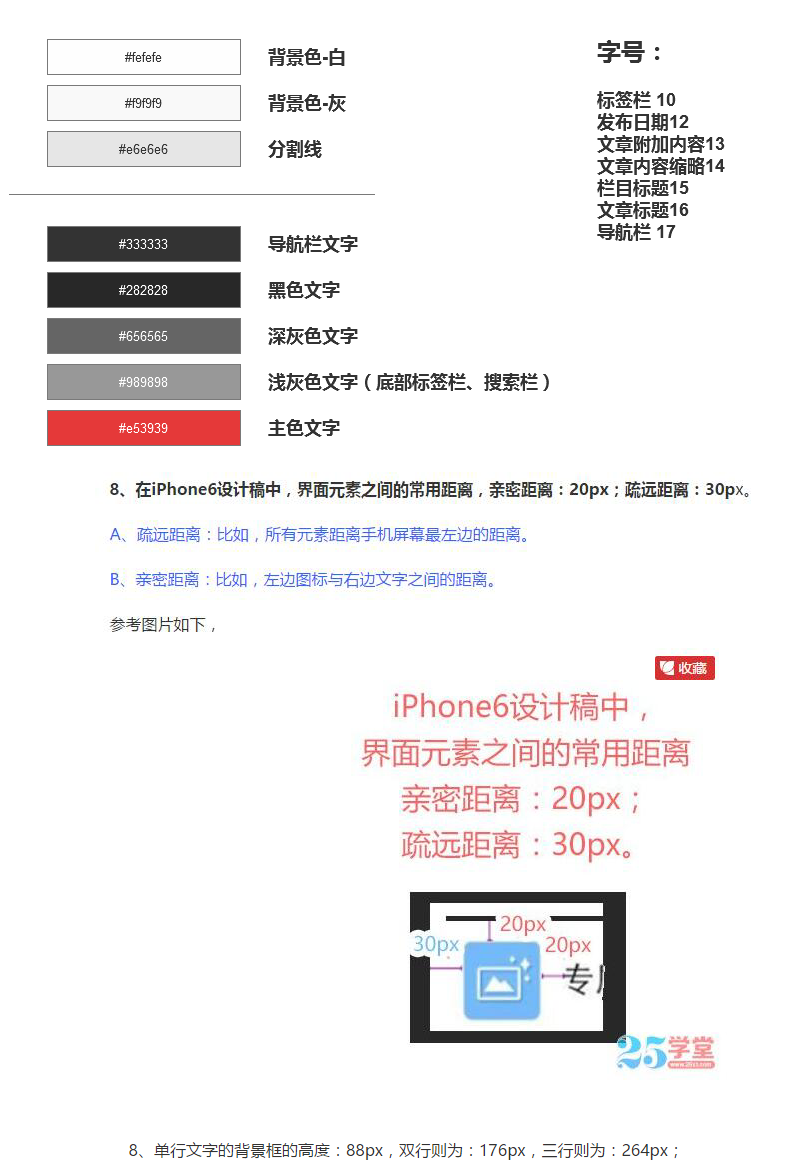 #fefefe 背景色-白
#f9f9f9 背景色-灰
#e6e6e6 分割线
#333333 导航栏文字
#282828 黑色文字
#656565 深灰色文字
#989898 浅灰色文字（底部标签栏、搜索栏）
#e53939 主色文字
字号：
标签栏 10
发布日期12
文章附加内容13
文章内容缩略14
栏目标题15
文章标题16
导航栏 17
8、在iPhone6设计稿中，界面元素之间的常用距离，亲密距离：20px；疏远距离：30px。
A、疏远距离：比如，所有元素距离手机屏幕最左边的距离。
B、亲密距离：比如，左边图标与右边文字之间的距离。
参考图片如下，
收藏
iPhone6设计稿中，
界面元素之间的常用距离
亲密距离：20px；
疏远距离：30px。
20px
30px
20px
专
25学堂
8、单行文字的背景框的高度：88px，双行则为：176px，三行则为：264px；